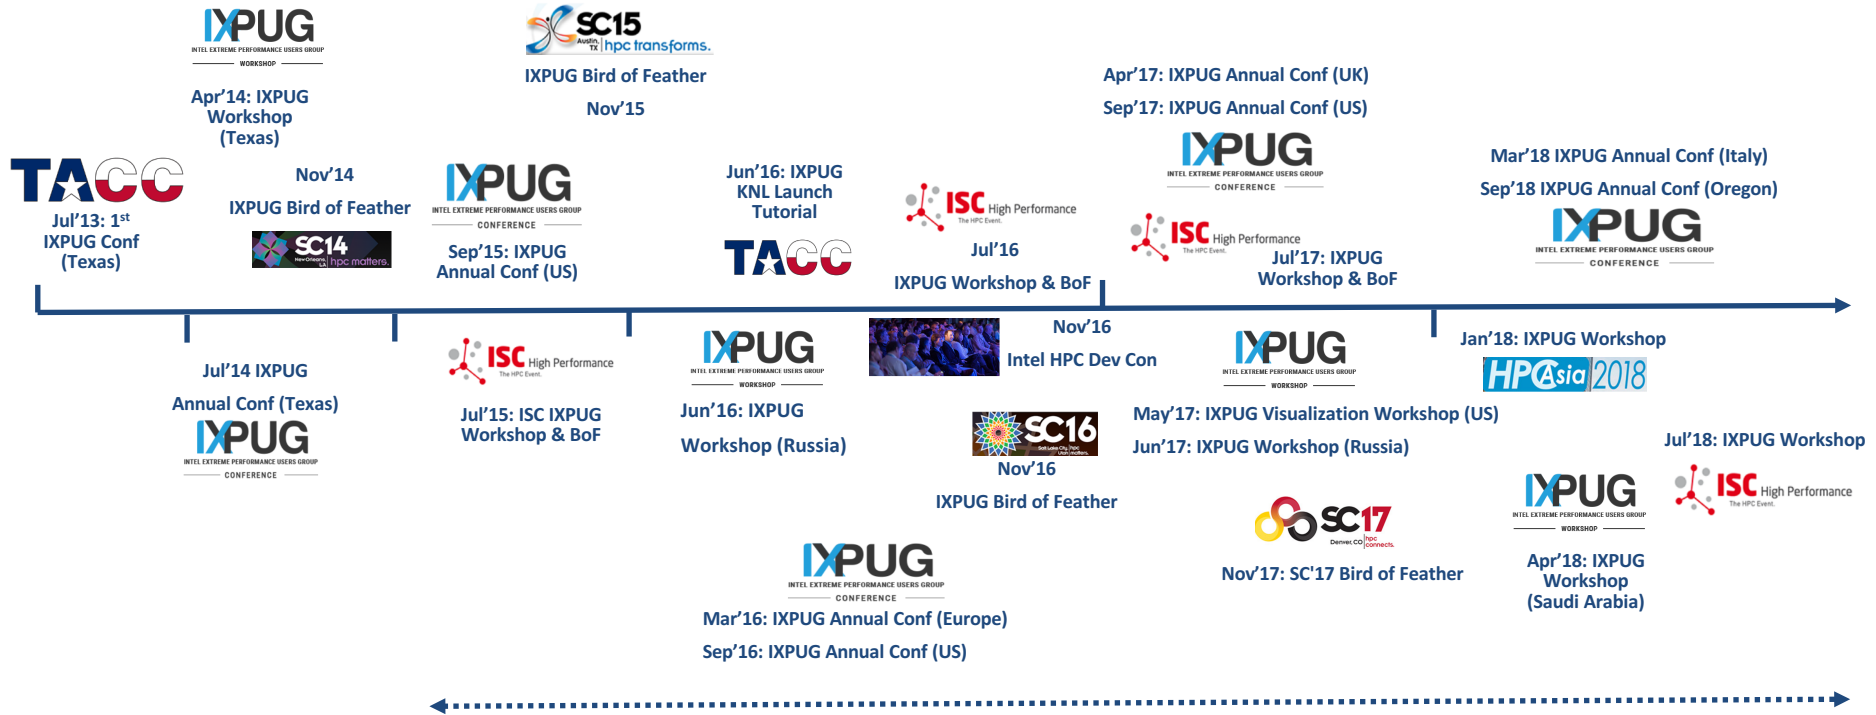 IXPUG
INTEL EXTREME PERFORMANCE USERS GROUP
WORKSHOP
Apr’14: IXPUG
Workshop
(Texas)
SC15
Austin, TX
hpc transforms.
IXPUG Bird of Feather
Nov’15
Apr’17: IXPUG Annual Conf (UK)
Sep’17: IXPUG Annual Conf (US)
IXPUG
INTEL EXTREME PERFORMANCE USERS GROUP
CONFERENCE
TACC
Jul’13: 1st
IXPUG Conf
(Texas)
Nov’14
IXPUG Bird of Feather
SC14
New Orleans, LA
hpc matters.
IXPUG
INTEL EXTREME PERFORMANCE USERS GROUP
CONFERENCE
Sep’15: IXPUG
Annual Conf (US)
Jun’16: IXPUG
KNL Launch
Tutorial
TACC
ISC High Performance
The HPC Event.
Jul’16
IXPUG Workshop & BoF
ISC High Performance
The HPC Event.
Jul’17: IXPUG
Workshop & BoF
Mar’18 IXPUG Annual Conf (Italy)
Sep’18 IXPUG Annual Conf (Oregon)
IXPUG
INTEL EXTREME PERFORMANCE USERS GROUP
CONFERENCE
Jul’14 IXPUG
Annual Conf (Texas)
IXPUG
INTEL EXTREME PERFORMANCE USERS GROUP
CONFERENCE
ISC High Performance
The HPC Event.
Jul’15: ISC IXPUG
Workshop & BoF
IXPUG
INTEL EXTREME PERFORMANCE USERS GROUP
WORKSHOP
Jun’16: IXPUG
Workshop (Russia)
Nov’16
Intel HPC Dev Con
SC16
Salt Lake City, Utah
hpc matters.
Nov’16
IXPUG Bird of Feather
IXPUG
INTEL EXTREME PERFORMANCE USERS GROUP
CONFERENCE
Mar’16: IXPUG Annual Conf (Europe)
Sep’16: IXPUG Annual Conf (US)
IXPUG
INTEL EXTREME PERFORMANCE USERS GROUP
WORKSHOP
May’17: IXPUG Visualization Workshop (US)
Jun’17: IXPUG Workshop (Russia)
SC17
Denver, CO
hpc connects.
Nov’17: SC'17 Bird of Feather
Jan’18: IXPUG Workshop
HPCAsia 2018
IXPUG
INTEL EXTREME PERFORMANCE USERS GROUP
WORKSHOP
Apr’18: IXPUG
Workshop
(Saudi Arabia)
Jul’18: IXPUG Workshop
ISC High Performance
The HPC Event.